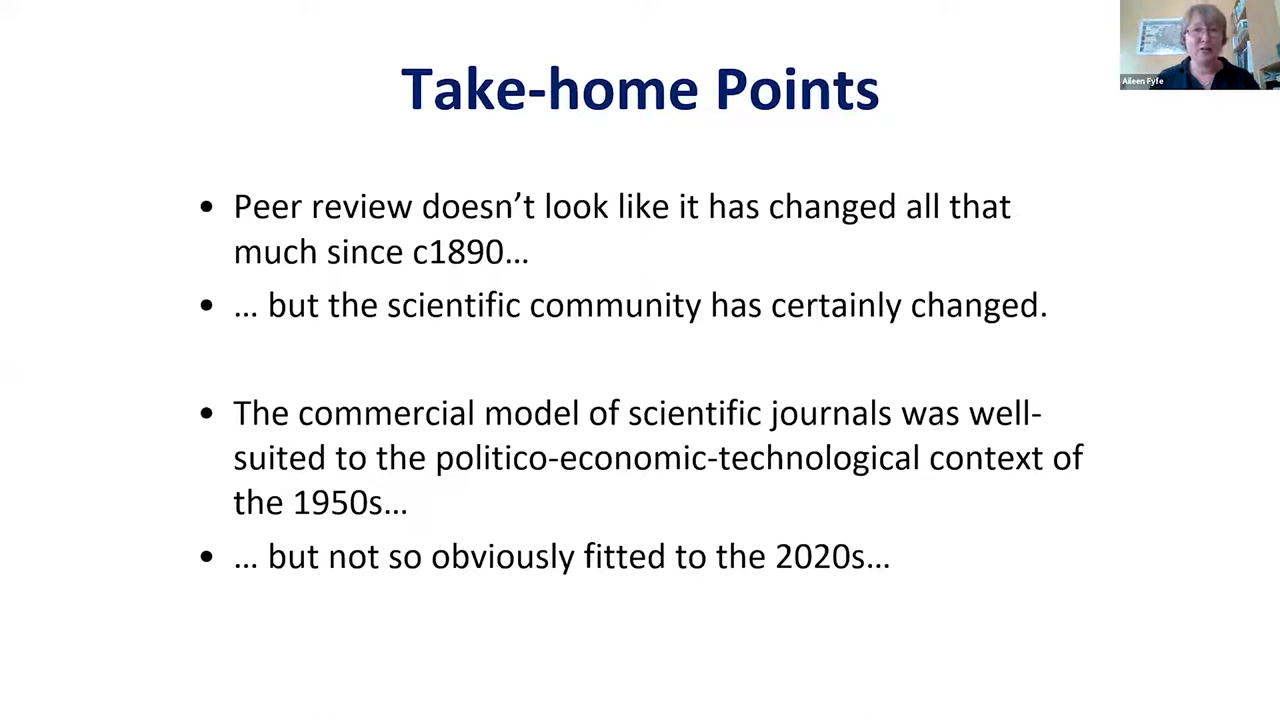 Take-home Points
Aileen Fyfe
• Peer review doesn’t look like it has changed all that
much since c1890…
• … but the scientific community has certainly changed.
• The commercial model of scientific journals was well-
suited to the politico-economic-technological context of
the 1950s…
• … but not so obviously fitted to the 2020s…